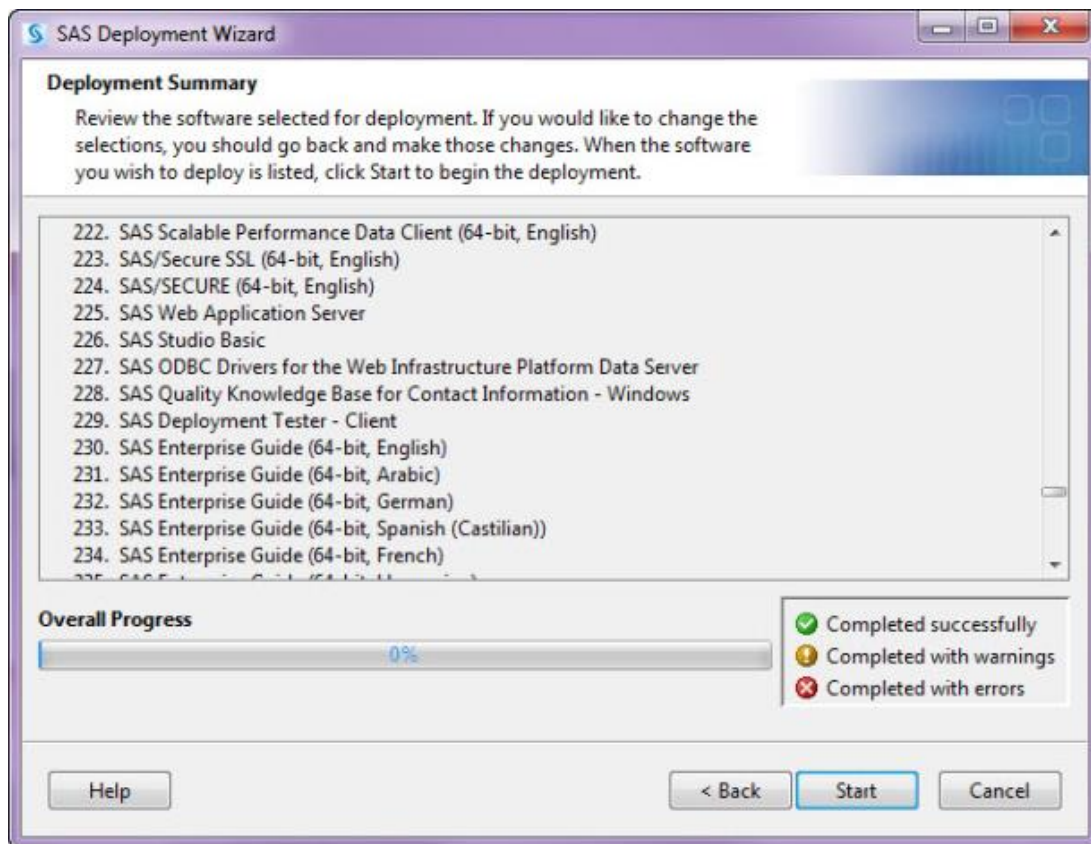 SAS Deployment Wizard
Deployment Summary
Review the software selected for deployment. If you would like to change the
selections, you should go back and make those changes. When the software
you wish to deploy is listed, click Start to begin the deployment.
222. SAS Scalable Performance Data Client (64-bit, English)
223. SAS/Secure SSL (64-bit, English)
224. SAS/SECURE (64-bit, English)
225. SAS Web Application Server
226. SAS Studio Basic
227. SAS ODBC Drivers for the Web Infrastructure Platform Data Server
228. SAS Quality Knowledge Base for Contact Information - Windows
229. SAS Deployment Tester - Client
230. SAS Enterprise Guide (64-bit, English)
231. SAS Enterprise Guide (64-bit, Arabic)
232. SAS Enterprise Guide (64-bit, German)
233. SAS Enterprise Guide (64-bit, Spanish (Castilian))
234. SAS Enterprise Guide (64-bit, French)
Overall Progress
0%
Completed successfully
Completed with warnings
Completed with errors
Help
< Back
Start
Cancel